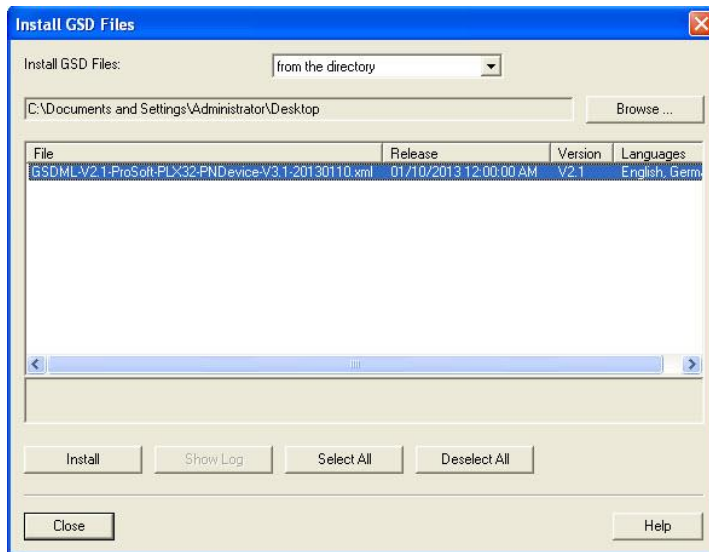 Install GSD Files
Install GSD Files: from the directory
C:\Documents and Settings\Administrator\Desktop Browse ...
File Release Version Languages
GSDML-V2.1-ProSoft-PLX32-PNDevice-V3.1-20130110.xml 01/10/2013 12:00:00 AM V2.1 English, Germa
Install Show Log Select All Deselect All
Close Help